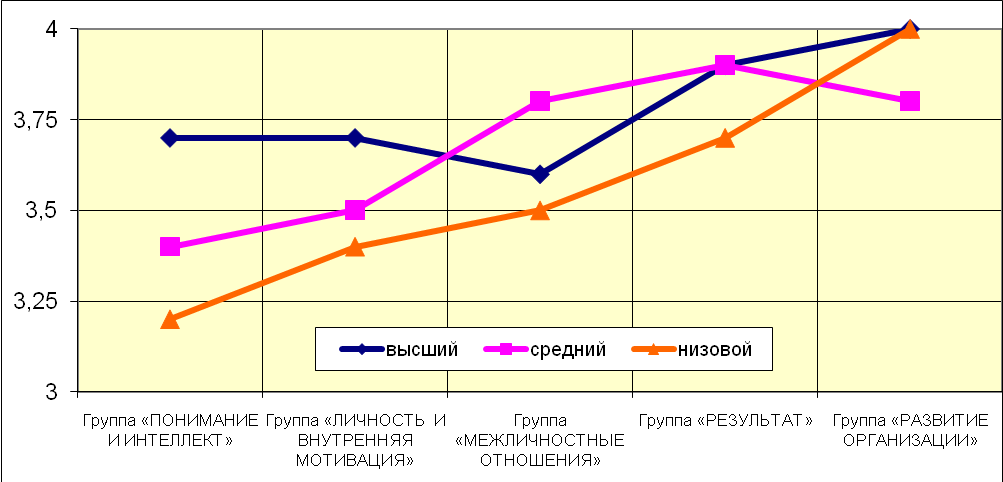 4
3,75
3,5
3,25
3
высший
средний
низовой
Группа «ПОНИМАНИЕ
И ИНТЕЛЛЕКТ»
Группа «ЛИЧНОСТЬ И
ВНУТРЕННЯЯ
МОТИВАЦИЯ»
Группа
«МЕЖЛИЧНОСТНЫЕ
ОТНОШЕНИЯ»
Группа «РЕЗУЛЬТАТ»
Группа «РАЗВИТИЕ
ОРГАНИЗАЦИИ»